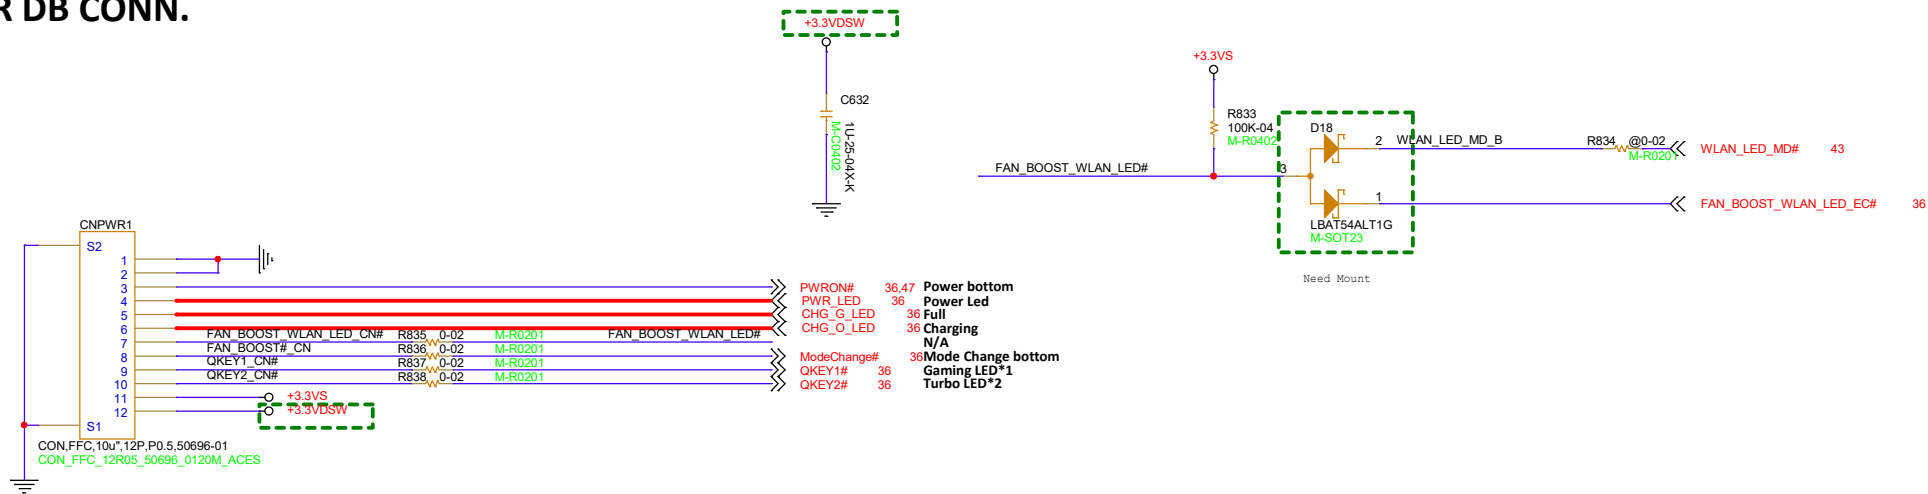 R DB CONN.
+3.3VDSW
C632
1U-25-04X-K
M-C0402
+3.3VS
R833
100K-04
M-R0402
D18
2 WLAN_LED_MD_B
R834 @0-02
M-R0201
WLAN_LED_MD# 43
FAN_BOOST_WLAN_LED#
3
1
FAN_BOOST_WLAN_LED_EC# 36
LBAT54ALT1G
M-SOT23
Need Mount
CNPWR1
S2
1
2
3
4
5
6
7
8
9
10
11
12
S1
PWRON# 36,47 Power bottom
PWR_LED 36 Power Led
CHG_G_LED 36 Full
CHG_O_LED 36 Charging
FAN_BOOST_WLAN_LED_CN# R835 0-02 M-R0201 FAN_BOOST_WLAN_LED# N/A
FAN_BOOST#_CN R836 0-02 M-R0201 ModeChange# 36 Mode Change bottom
QKEY1_CN# R837 0-02 M-R0201 QKEY1# 36 Gaming LED*1
QKEY2_CN# R838 0-02 M-R0201 QKEY2# 36 Turbo LED*2
+3.3VS
+3.3VDSW
CON,FFC,10u",12P,P0.5,50696-01
CON_FFC_12R05_50696_0120M_ACES